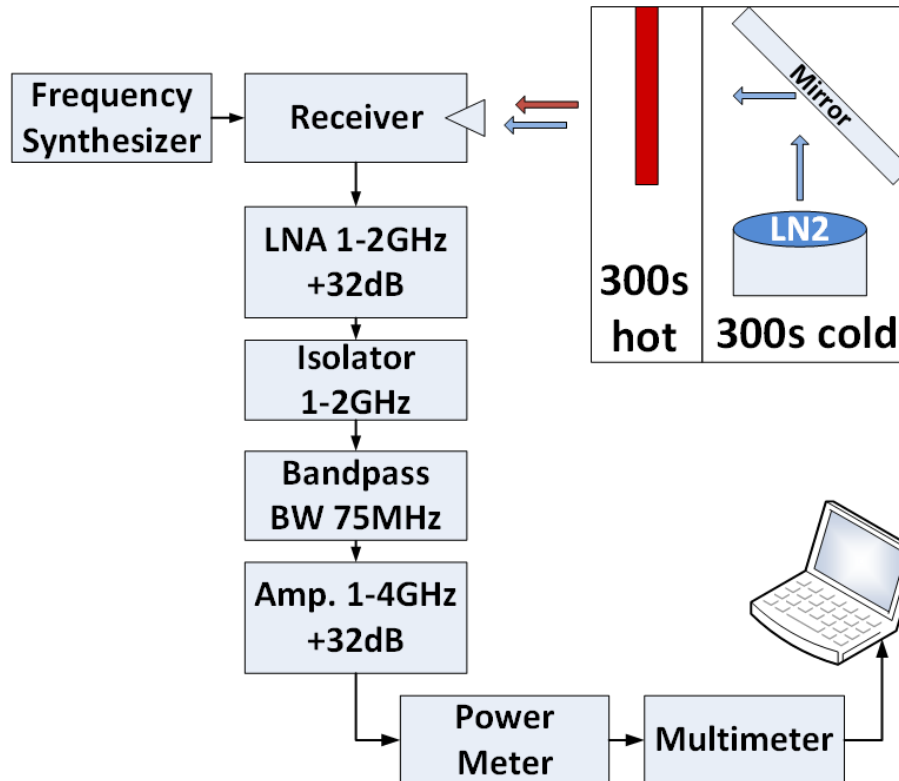 Frequency
Synthesizer
Receiver
LNA 1-2GHz
+32dB
Isolator
1-2GHz
Bandpass
BW 75MHz
Amp. 1-4GHz
+32dB
Power
Meter
Multimeter
300s
hot
Mirror
LN2
300s cold